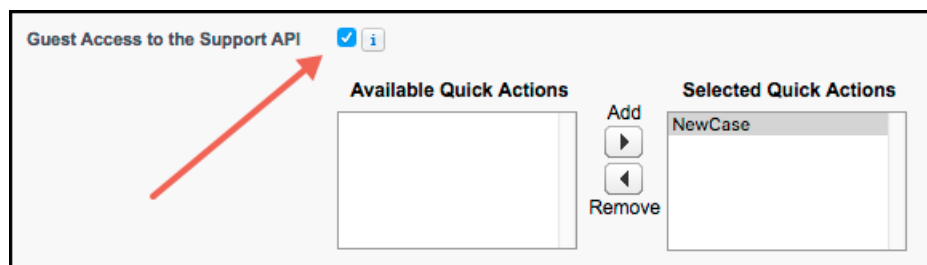 Guest Access to the Support API
i
Available Quick Actions
Selected Quick Actions
Add
NewCase
Remove